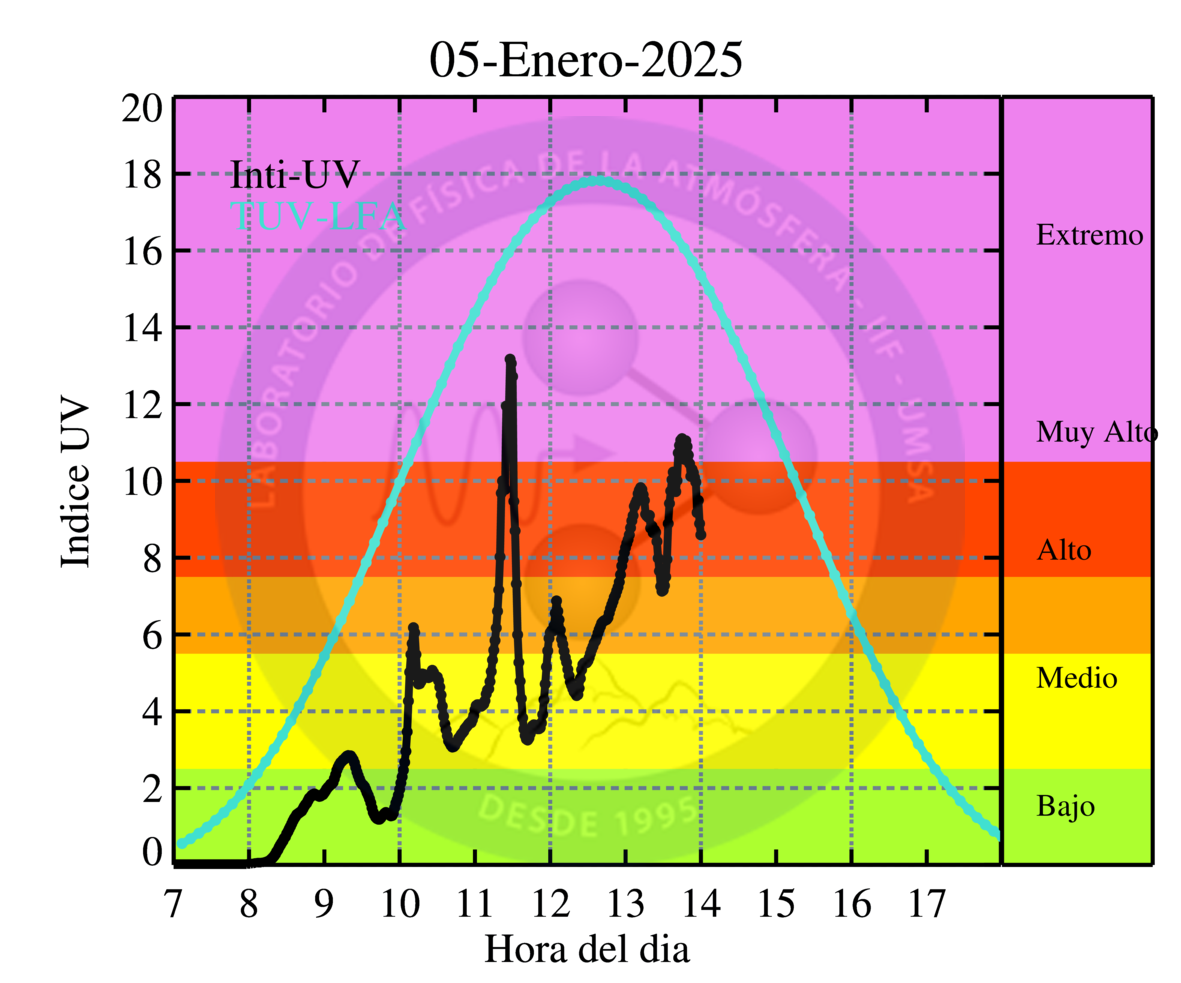 05-Enero-2025
Inti-UV
TUV-LFA
LABORATORIO DE FÍSICA DE LA ATMÓSFERA - IIF - UMSA
DESDE 1995
Indice UV
20
18
16
14
12
10
8
6
4
2
0
Extremo
Muy Alto
Alto
Medio
Bajo
7 8 9 10 11 12 13 14 15 16 17
Hora del dia